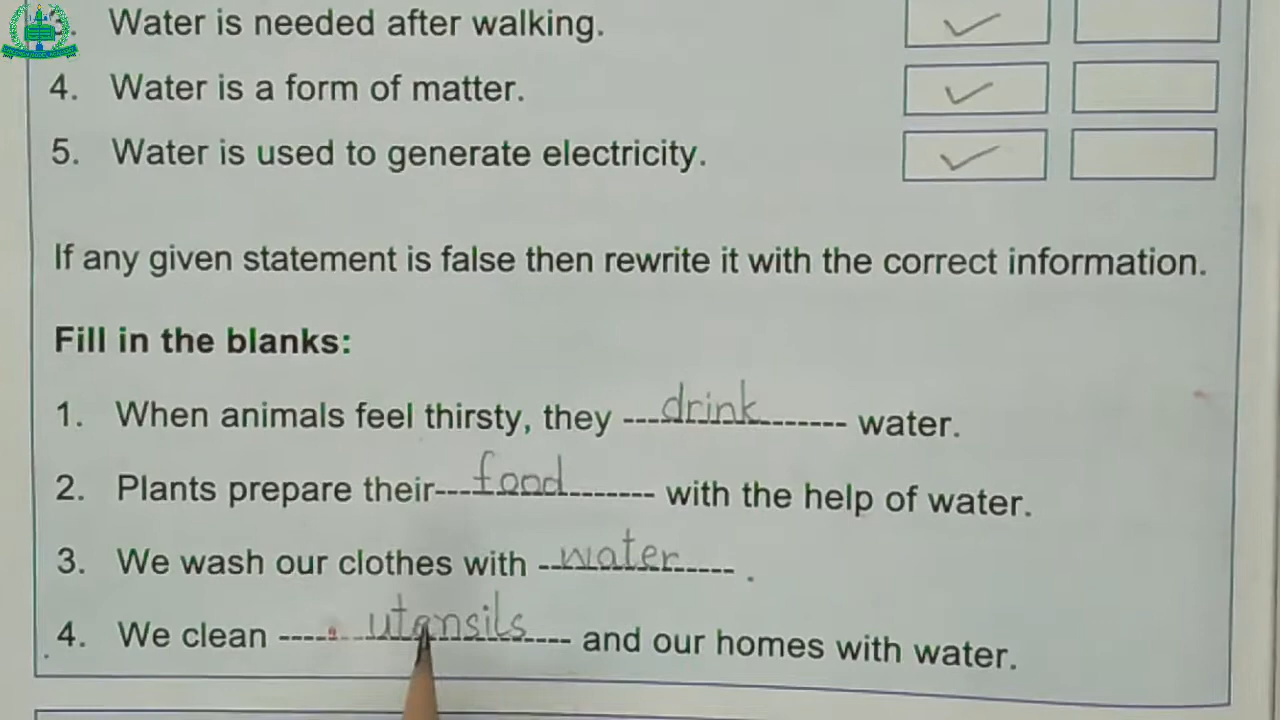 Water is needed after walking.
4. Water is a form of matter.
5. Water is used to generate electricity.
If any given statement is false then rewrite it with the correct information.
Fill in the blanks:
1. When animals feel thirsty, they ---drink-------- water.
2. Plants prepare their---food-------- with the help of water.
3. We wash our clothes with --water----- .
4. We clean ------utensils---- and our homes with water.